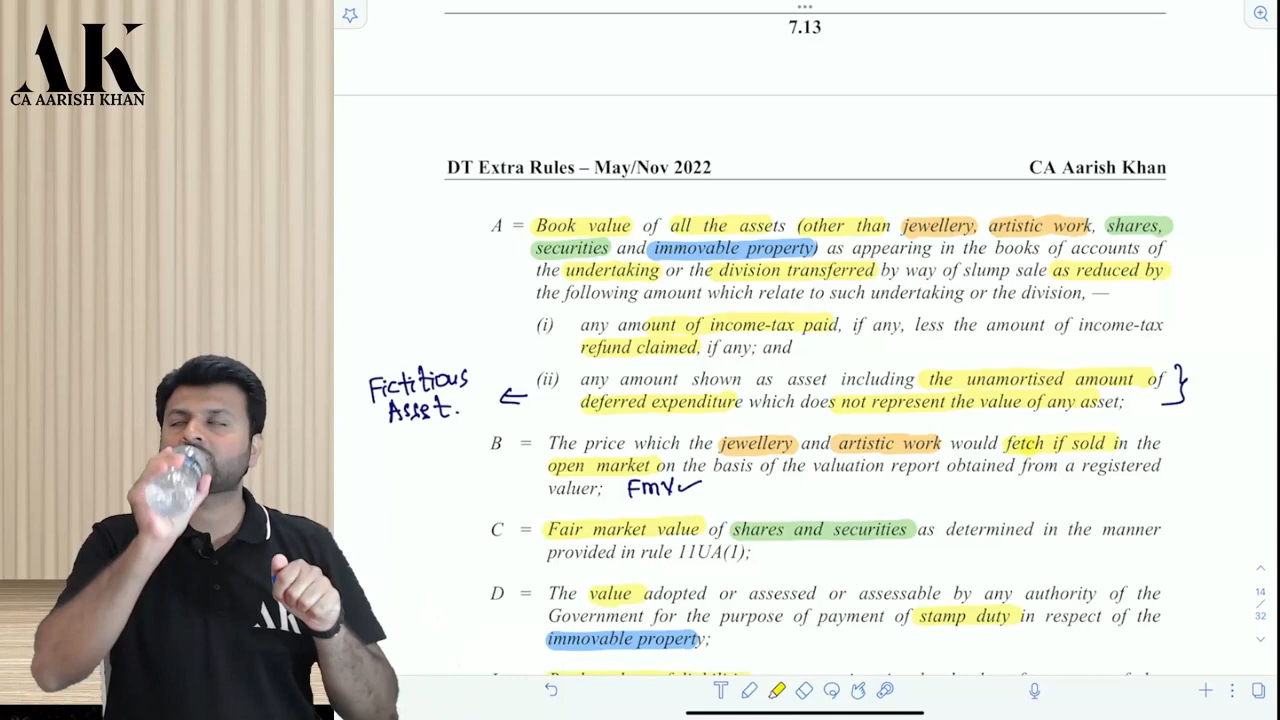 AK
CA AARISH KHAN
7.13
DT Extra Rules – May/Nov 2022 CA Aarish Khan
A = Book value of all the assets (other than jewellery, artistic work, shares,
securities and immovable property) as appearing in the books of accounts of
the undertaking or the division transferred by way of slump sale as reduced by
the following amount which relate to such undertaking or the division, —
(i) any amount of income-tax paid, if any, less the amount of income-tax
refund claimed, if any; and
Fictitious
Asset.
(ii) any amount shown as asset including the unamortised amount of
deferred expenditure which does not represent the value of any asset;
B = The price which the jewellery and artistic work would fetch if sold in the
open market on the basis of the valuation report obtained from a registered
valuer; FMV
C = Fair market value of shares and securities as determined in the manner
provided in rule 11UA(1);
D = The value adopted or assessed or assessable by any authority of the
Government for the purpose of payment of stamp duty in respect of the
immovable property;
14
32
T
AK